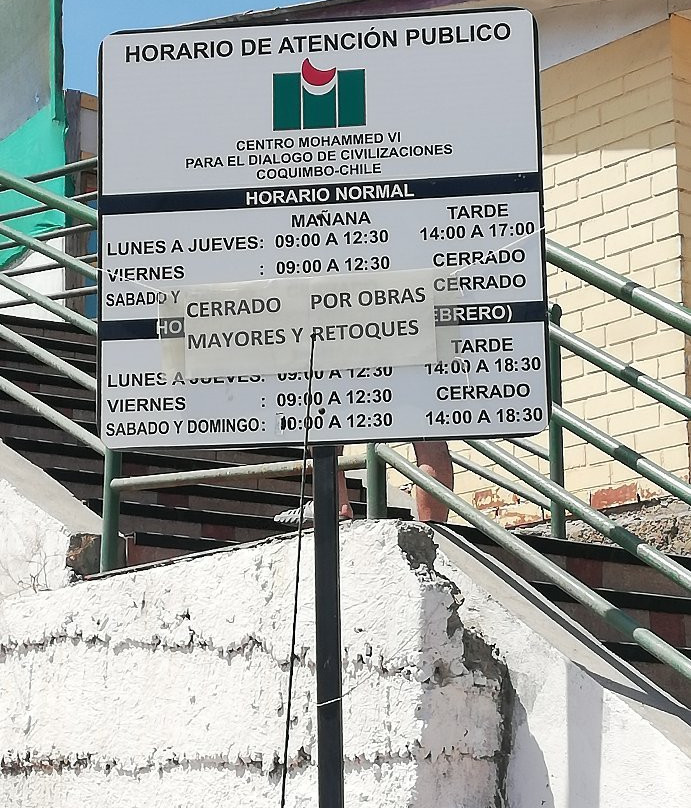 HORARIO DE ATENCIÓN PUBLICO
CENTRO MOHAMMED VI
PARA EL DIALOGO DE CIVILIZACIONES
COQUIMBO-CHILE
HORARIO NORMAL
MAÑANA TARDE
LUNES A JUEVES: 09:00 A 12:30 14:00 A 17:00
VIERNES : 09:00 A 12:30 CERRADO
SABADO Y CERRADO
CERRADO POR OBRAS
MAYORES Y RETOQUES
HO EBRERO)
TARDE
LUNES A JUEVES: 09:00 A 12:30 14:00 A 18:30
VIERNES : 09:00 A 12:30 CERRADO
SABADO Y DOMINGO: 10:00 A 12:30 14:00 A 18:30